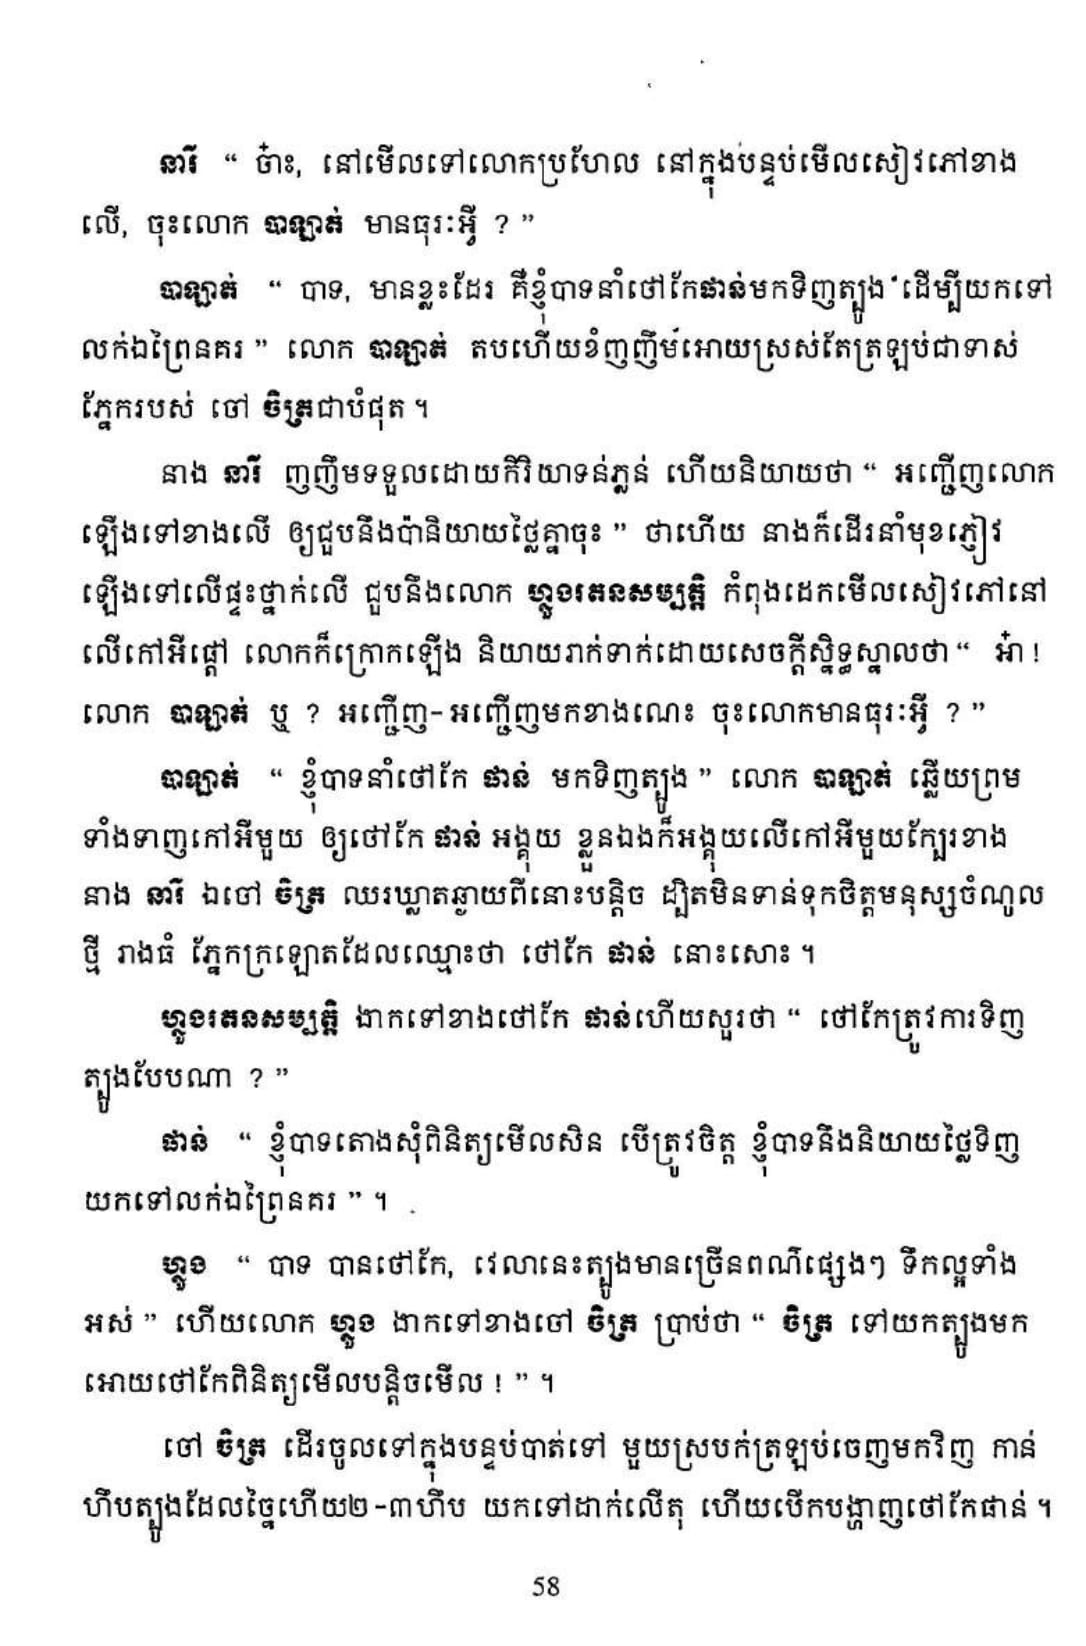 នារី “ ច៎ាះ, នៅមើលទៅលោកប្រហែល នៅក្នុងបន្ទប់មើលសៀវភៅខាង
លើ, ចុះលោក បាឡាត់ មានធុរៈអ្វី ? ”
បាឡាត់ “ បាទ, មានខ្លះដែរ គឺខ្ញុំបាទនាំថៅកែផាន់មកទិញត្បូង ដើម្បីយកទៅ
លក់ឯព្រៃនគរ ” លោក បាឡាត់ តបហើយខំញញឹមអោយស្រស់តែត្រឡប់ជាទាស់
ភ្នែករបស់ ចៅ ចិត្រជាបំផុត ។
នាង នារី ញញឹមទទួលដោយកិរិយាទន់ភ្លន់ ហើយនិយាយថា “ អញ្ជើញលោក
ឡើងទៅខាងលើ ឲ្យជួបនឹងប៉ានិយាយថ្លៃគ្នាចុះ ” ថាហើយ នាងក៏ដើរនាំមុខភ្ញៀវ
ឡើងទៅលើផ្ទះថ្នាក់លើ ជួបនឹងលោក ហ្លួងរតនសម្បត្តិ កំពុងដេកមើលសៀវភៅនៅ
លើកៅអីផ្តៅ លោកក៏ក្រោកឡើង និយាយរាក់ទាក់ដោយសេចក្តីស្និទ្ធស្នាលថា “ អ៎ា !
លោក បាឡាត់ ឬ ? អញ្ជើញ-អញ្ជើញមកខាងណេះ ចុះលោកមានធុរៈអ្វី ? ”
បាឡាត់ “ ខ្ញុំបាទនាំថៅកែ ផាន់ មកទិញត្បូង ” លោក បាឡាត់ ឆ្លើយព្រម
ទាំងទាញកៅអីមួយ ឲ្យថៅកែ ផាន់ អង្គុយ ខ្លួនឯងក៏អង្គុយលើកៅអីមួយក្បែរខាង
នាង នារី ឯចៅ ចិត្រ ឈរឃ្លាតឆ្ងាយពីនោះបន្តិច ដ្បិតមិនទាន់ទុកចិត្តមនុស្សចំណូល
ថ្មី រាងធំ ភ្នែកក្រឡោតដែលឈ្មោះថា ថៅកែ ផាន់ នោះសោះ ។
ហ្លួងរតនសម្បត្តិ ងាកទៅខាងថៅកែ ផាន់ហើយសួរថា “ ថៅកែត្រូវការទិញ
ត្បូងបែបណា ? ”
ផាន់ “ ខ្ញុំបាទតោងសុំពិនិត្យមើលសិន បើត្រូវចិត្ត ខ្ញុំបាទនឹងនិយាយថ្លៃទិញ
យកទៅលក់ឯព្រៃនគរ ” ។
ហ្លួង “ បាទ បានថៅកែ, វេលានេះត្បូងមានច្រើនពណ៌ផ្សេងៗ ទឹកល្អទាំង
អស់ ” ហើយលោក ហ្លួង ងាកទៅខាងចៅ ចិត្រ ប្រាប់ថា “ ចិត្រ ទៅយកត្បូងមក
អោយថៅកែពិនិត្យមើលបន្តិចមើល ! ” ។
ចៅ ចិត្រ ដើរចូលទៅក្នុងបន្ទប់បាត់ទៅ មួយស្របក់ត្រឡប់ចេញមកវិញ កាន់
ហឹបត្បូងដែលច្នៃហើយ២-៣ហឹប យកទៅដាក់លើតុ ហើយបើកបង្ហាញថៅកែផាន់ ។
58